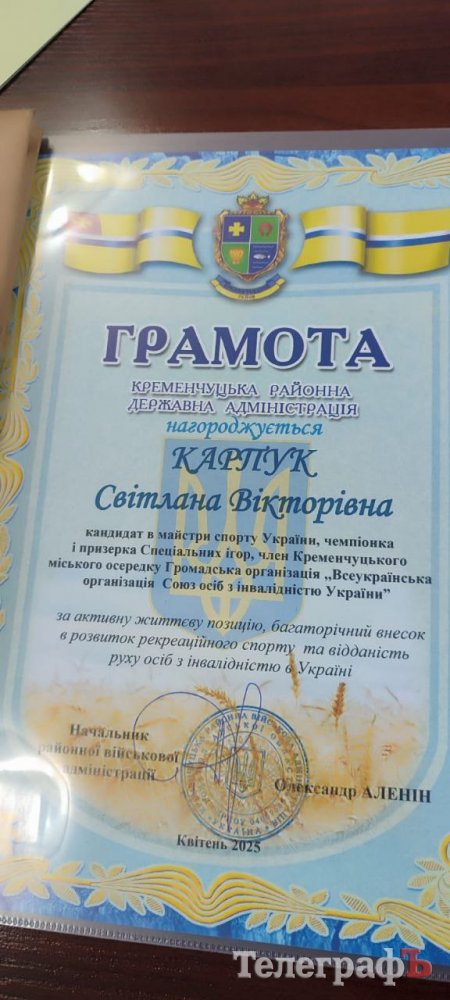 ГРАМОТА
КРЕМЕНЧУЦЬКА РАЙОННА
ДЕРЖАВНА АДМІНІСТРАЦІЯ
нагороджується
КАРПУК
Світлана Вікторівна
кандидат в майстри спорту України, чемпіонка
і призерка Спеціальних ігор, член Кременчуцького
міського осередку Громадська організація ,,Всеукраїнська
організація Союз осіб з інвалідністю України”
за активну життєву позицію, багаторічний внесок
в розвиток рекреаційного спорту та відданість
руху осіб з інвалідністю в Україні
Начальник
районної військової
адміністрації
Олександр АЛЕНІН
Квітень 2025
ТелеграфЪ